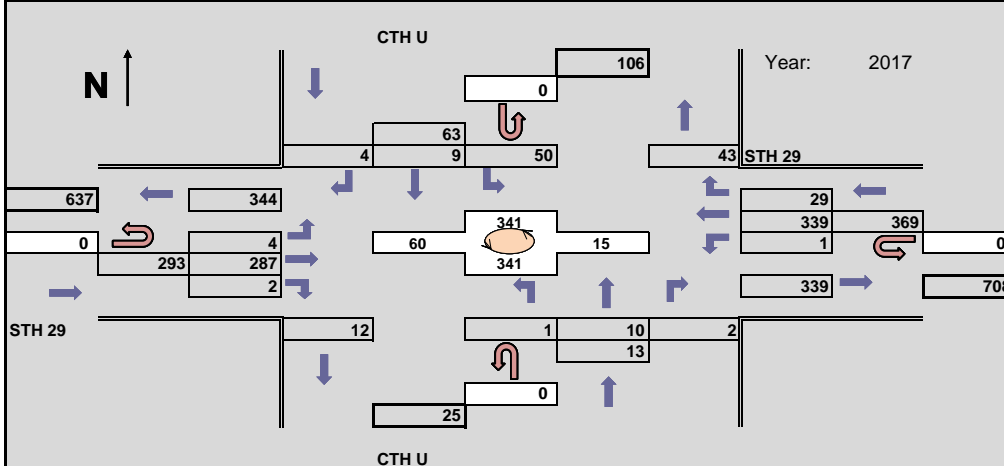 CTH U
106
Year: 2017
N
0
63
4 9 50 43 STH 29
637 344 29
341
339 369
0 4 60 15 1 0
293 287 341
2 339 708
STH 29 12 1 10 2
13
0
25
CTH U